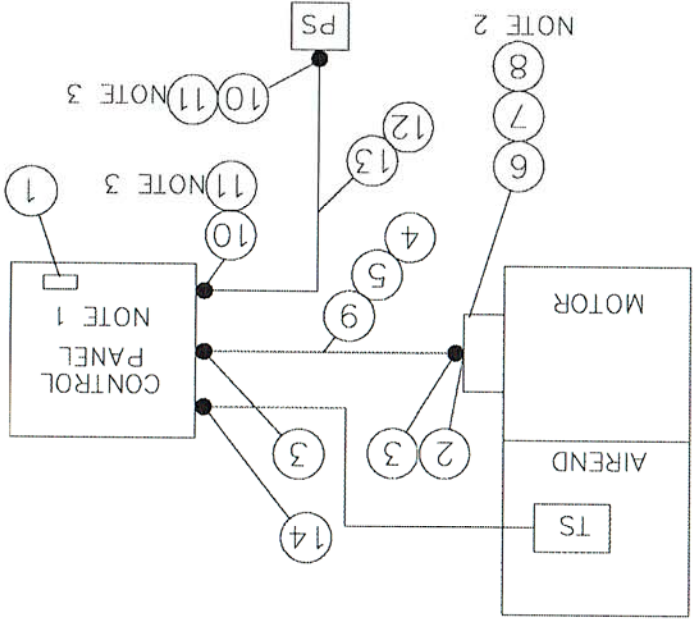 TS
14
AIREND
2 3
3
CONTROL
PANEL
NOTE 1
MOTOR
9
5
4
10
11 NOTE 3
1
6
7
8
NOTE 2
13
12
10 11 NOTE 3
PS